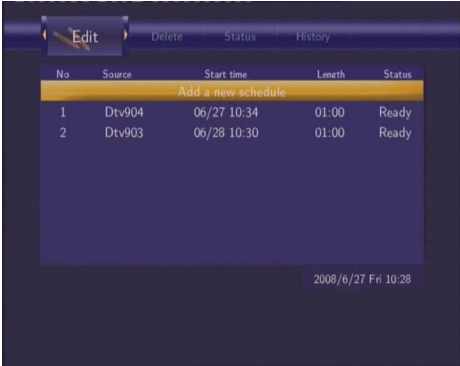 Edit Delete Status History
No Source Start time Length Status
Add a new schedule
1 Dtv904 06/27 10:34 01:00 Ready
2 Dtv903 06/28 10:30 01:00 Ready
2008/6/27 Fri 10:28